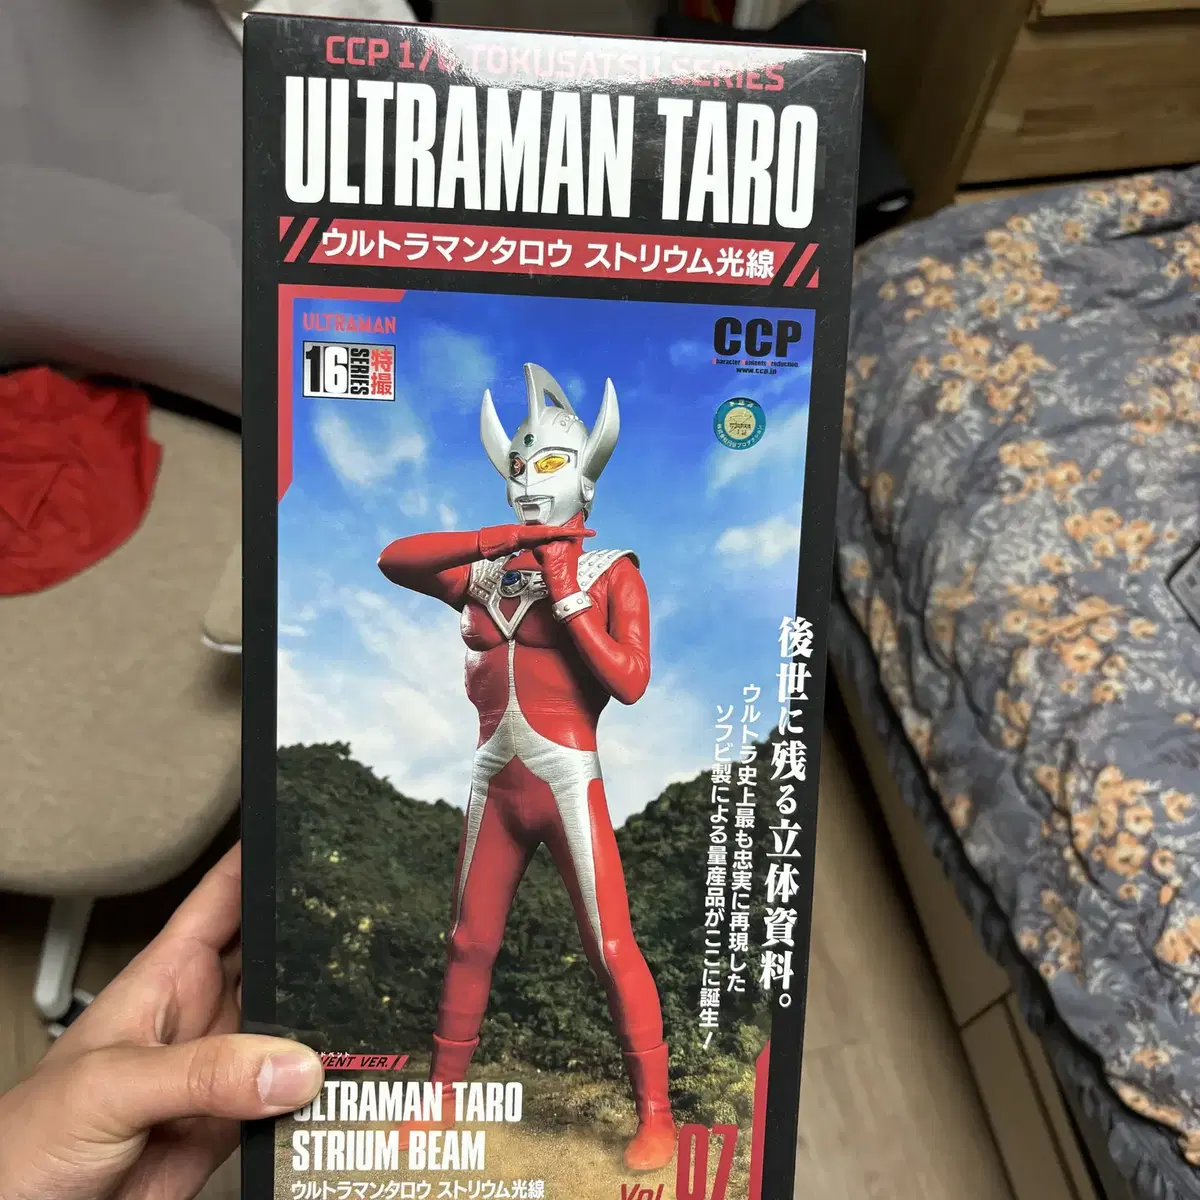 CCP 1/6 TOKUSATSU SERIES
ULTRAMAN TARO
ウルトラマンタロウ ストリウム光線
ULTRAMAN
16 SERIES 特撮
CCP
Character Contents Production
www.ccp.jp
後世に残る立体資料。
ウルトラ史上最も忠実に再現した
ソフビ製による量産品がここに誕生!
VENT VER.
ULTRAMAN TARO
STRIUM BEAM
ウルトラマンタロウ ストリウム光線
Vol. 07